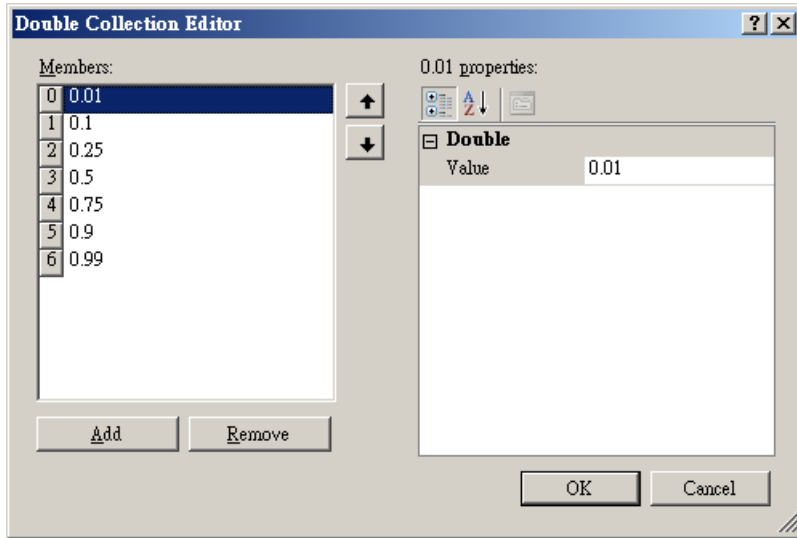 Double Collection Editor
Members:
0 0.01
1 0.1
2 0.25
3 0.5
4 0.75
5 0.9
6 0.99
Add
Remove
0.01 properties:
Double
Value 0.01
OK
Cancel